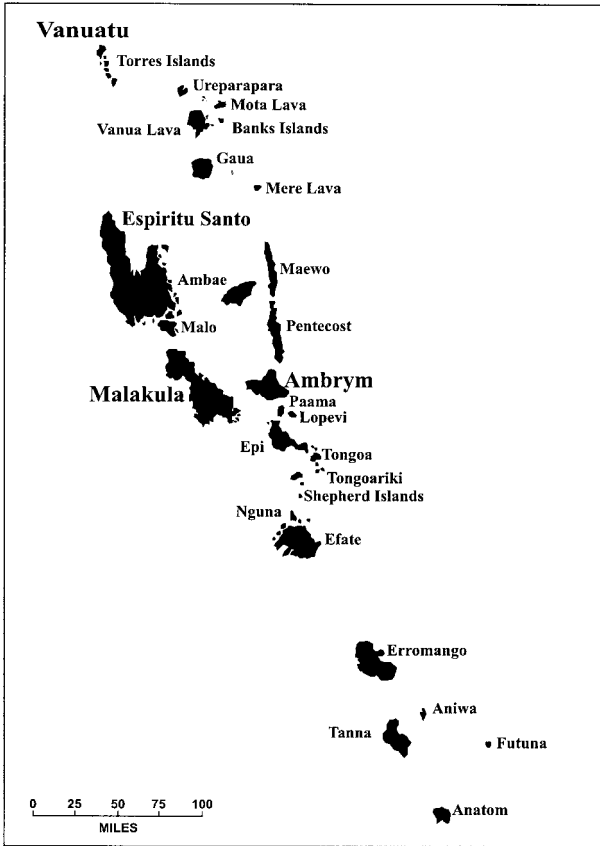 Vanuatu
Torres Islands
Ureparapara
Mota Lava
Vanua Lava
Banks Islands
Gaua
Mere Lava
Espiritu Santo
Maewo
Ambae
Malo
Pentecost
Ambrym
Malakula
Paama
Lopevi
Epi
Tongoa
Tongoariki
Shepherd Islands
Nguna
Efate
Erromango
Aniwa
Tanna
Futuna
0 25 50 75 100
MILES
Anatom